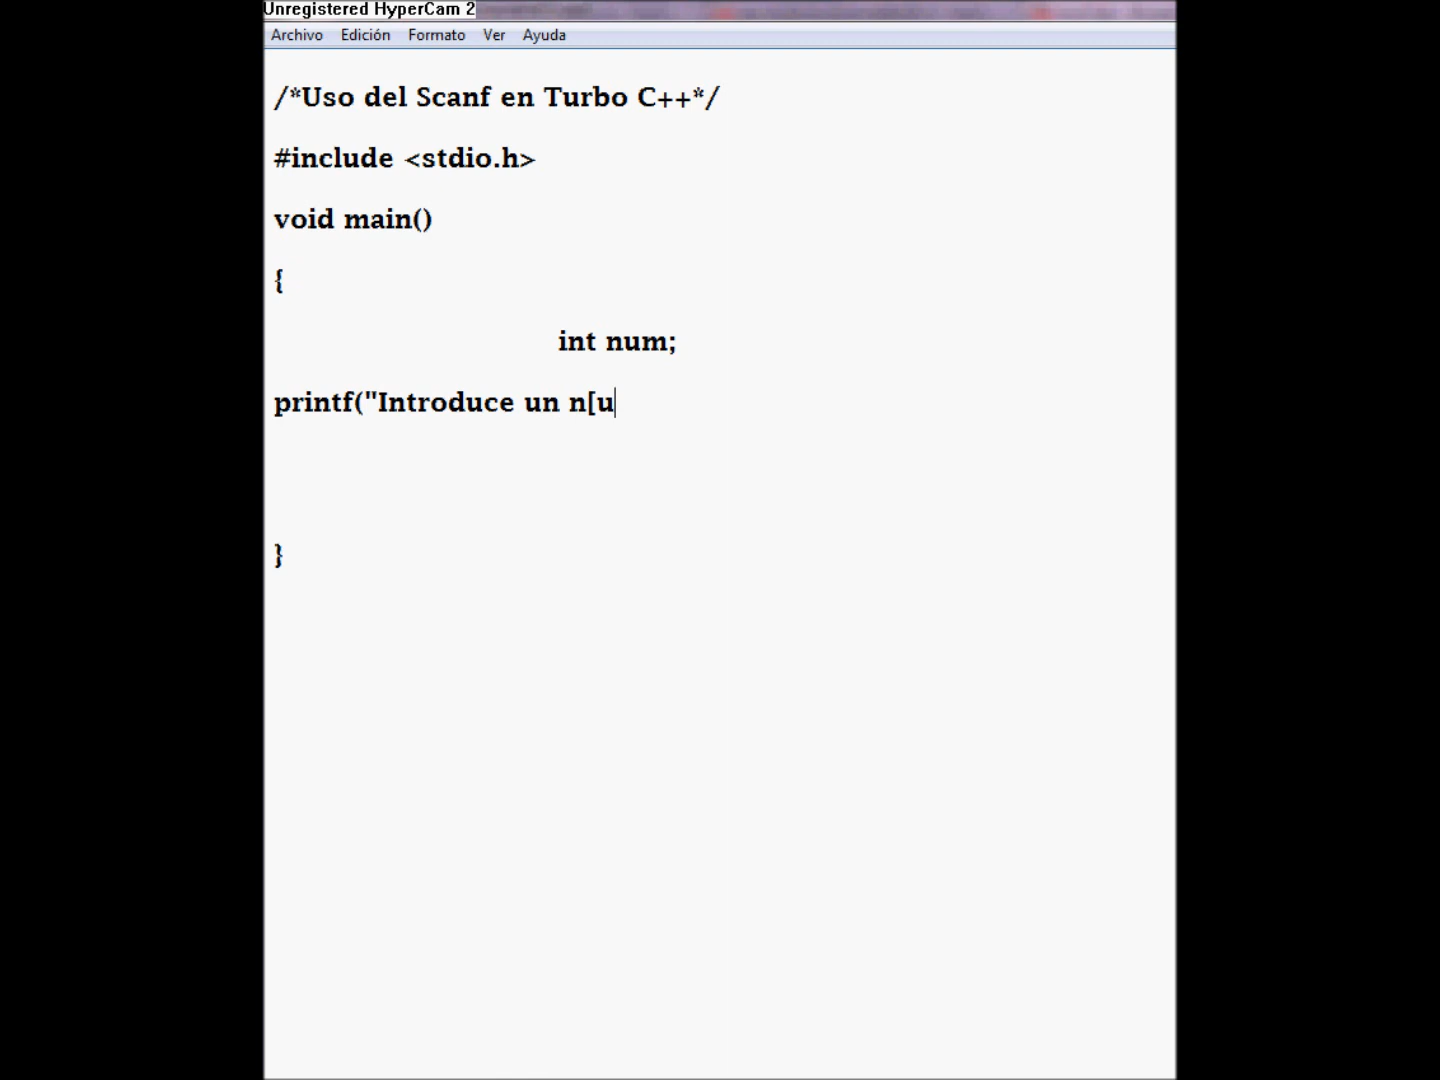 Unregistered HyperCam 2
Archivo Edición Formato Ver Ayuda
/*Uso del Scanf en Turbo C++*/
#include <stdio.h>
void main()
{
int num;
printf("Introduce un n[u
}